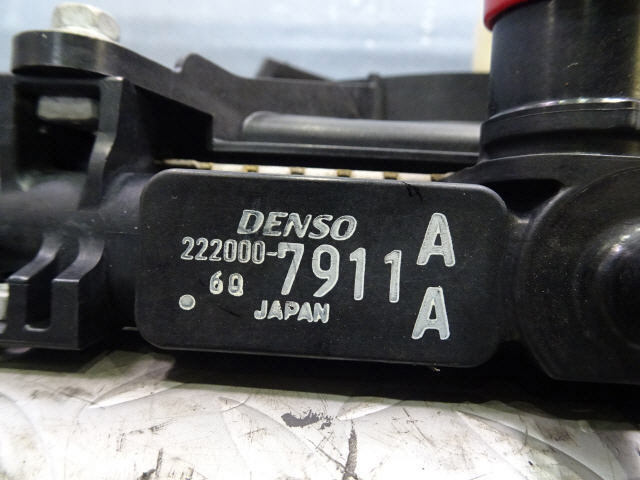 DENSO
222000-7911 A
6Q A
JAPAN